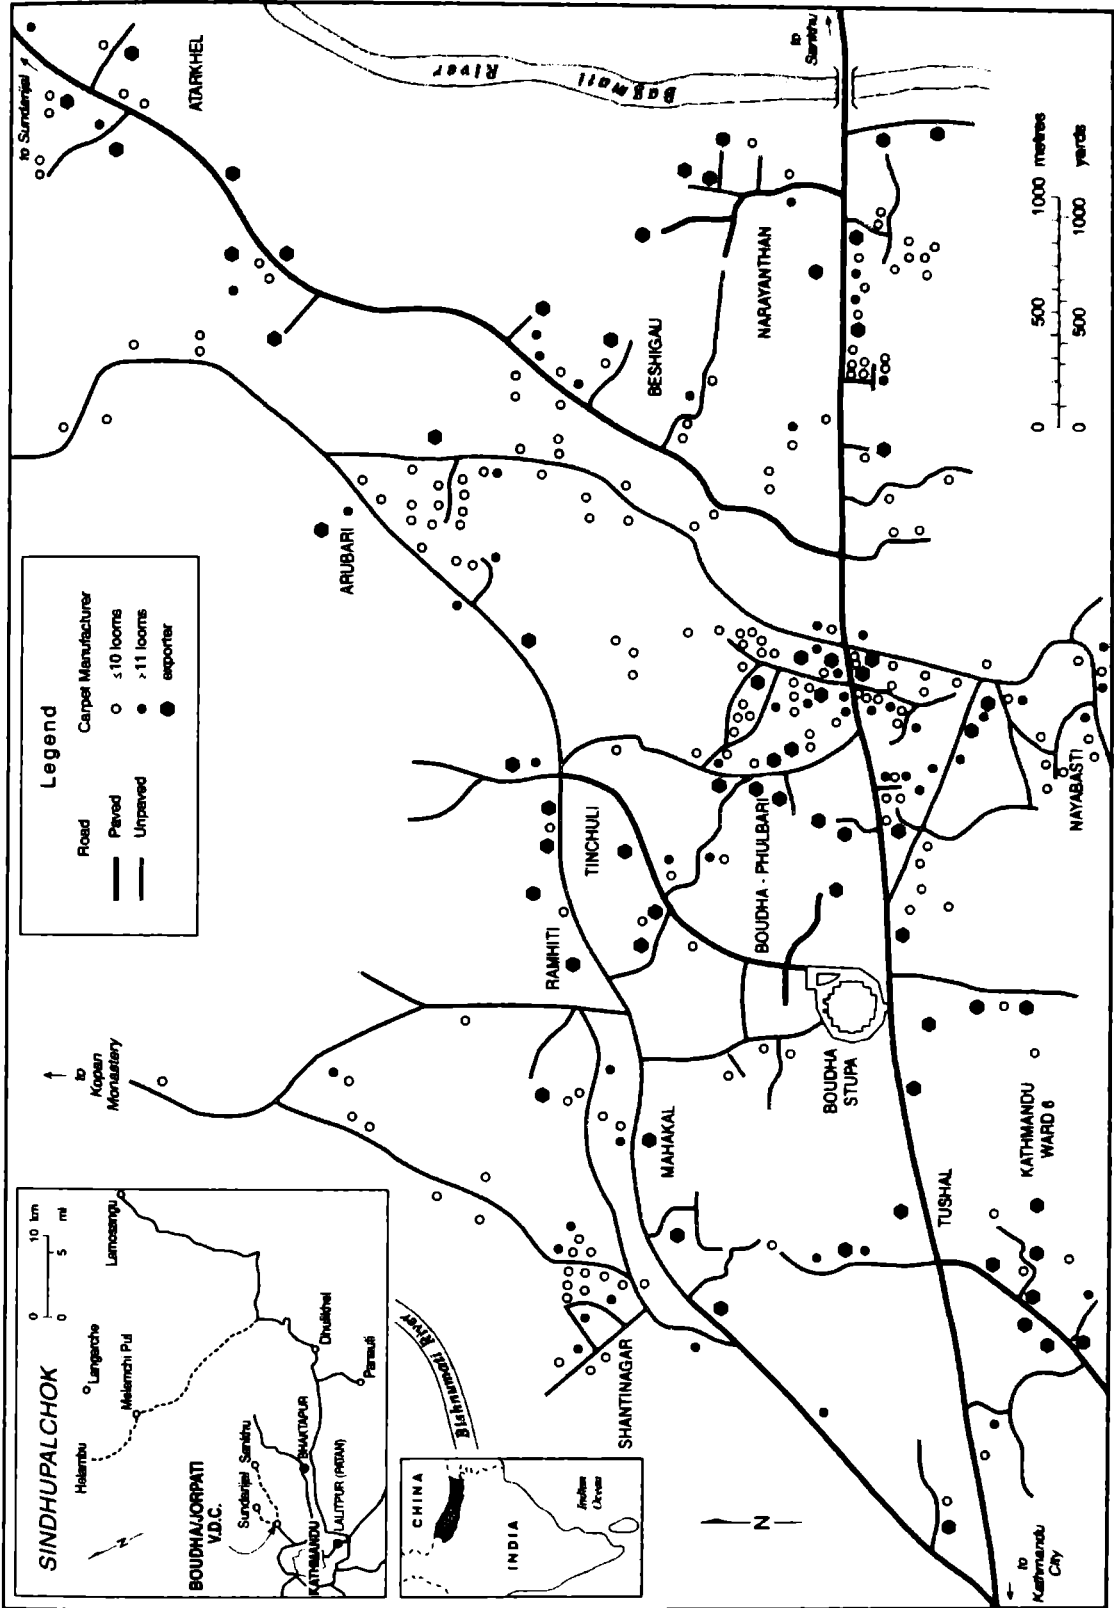 SINDHUPALCHOK
0 10 km
0 5 mi
Helambu
Langarche
Melemchi Pul
Lamosangu
N
BOUDHA/JORPATI
V.D.C.
Sundarijal
Sankhu
BHAKTAPUR
Dhulikhel
Panauti
KATHMANDU
LALITPUR (PATAN)
CHINA
INDIA
Indian
Ocean
Bishnumati River
N
to
Kopan
Monastery
Legend
Road
Carpet Manufacturer
Paved
≤10 looms
Unpaved
>11 looms
exporter
to Sundarijal
ATARKHEL
Bagmati
River
to
Sankhu
ARUBARI
BESHIGAU
NARAYANTHAN
RAMHITI
TINCHULI
BOUDHA - PHULBARI
SHANTINAGAR
MAHAKAL
BOUDHA
STUPA
TUSHAL
KATHMANDU
WARD 6
NAYABASTI
0 500 1000 metres
0 500 1000 yards
to
Kathmandu
City